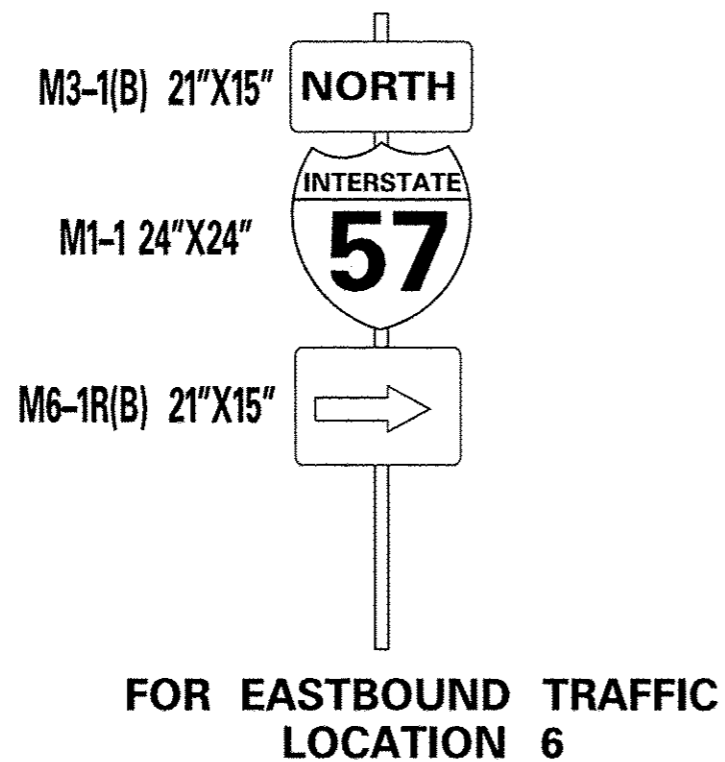 M3-1(B) 21"X15" NORTH
INTERSTATE
M1-1 24"X24" 57
M6-1R(B) 21"X15"
FOR EASTBOUND TRAFFIC
LOCATION 6